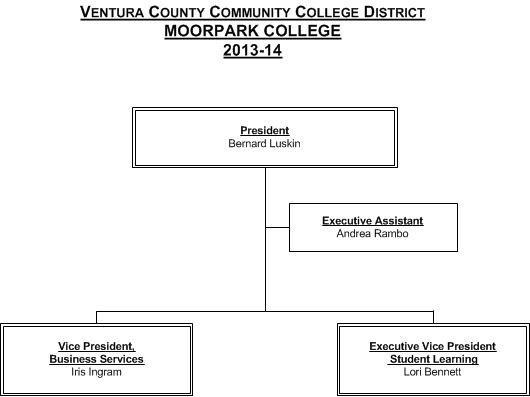 VENTURA COUNTY COMMUNITY COLLEGE DISTRICT
MOORPARK COLLEGE
2013-14
President
Bernard Luskin
Executive Assistant
Andrea Rambo
Vice President,
Business Services
Iris Ingram
Executive Vice President
Student Learning
Lori Bennett